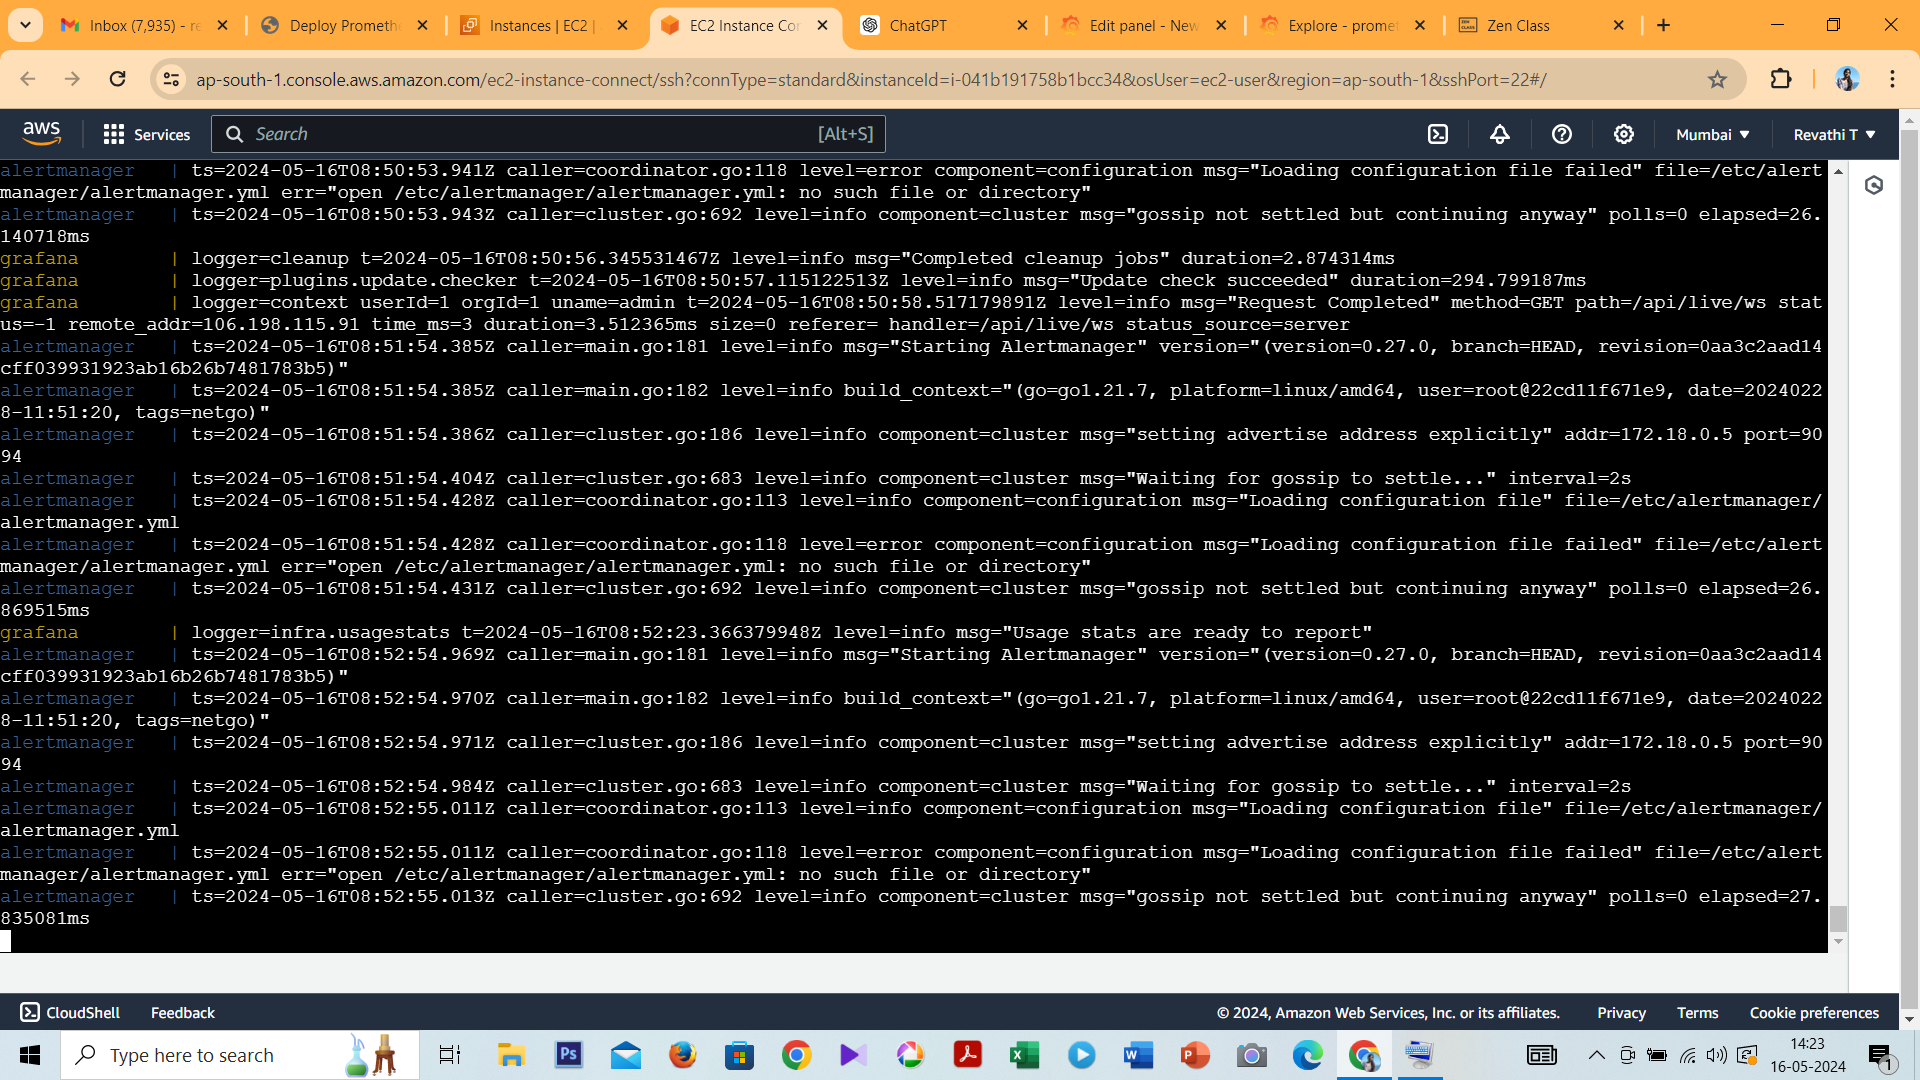 Inbox (7,935) - re
Deploy Promethe
Instances | EC2 |
EC2 Instance Con
ChatGPT
Edit panel - New
Explore - promet
Zen Class
ap-south-1.console.aws.amazon.com/ec2-instance-connect/ssh?connType=standard&instanceId=i-041b191758b1bcc34&osUser=ec2-user&region=ap-south-1&sshPort=22#/
aws
Services
Search
[Alt+S]
Mumbai
Revathi T
alertmanager | ts=2024-05-16T08:50:53.941Z caller=coordinator.go:118 level=error component=configuration msg="Loading configuration file failed" file=/etc/alert
manager/alertmanager.yml err="open /etc/alertmanager/alertmanager.yml: no such file or directory"
alertmanager | ts=2024-05-16T08:50:53.943Z caller=cluster.go:692 level=info component=cluster msg="gossip not settled but continuing anyway" polls=0 elapsed=26.
140718ms
grafana | logger=cleanup t=2024-05-16T08:50:56.345531467Z level=info msg="Completed cleanup jobs" duration=2.874314ms
grafana | logger=plugins.update.checker t=2024-05-16T08:50:57.115122513Z level=info msg="Update check succeeded" duration=294.799187ms
grafana | logger=context userId=1 orgId=1 uname=admin t=2024-05-16T08:50:58.517179891Z level=info msg="Request Completed" method=GET path=/api/live/ws stat
us=-1 remote_addr=106.198.115.91 time_ms=3 duration=3.512365ms size=0 referer= handler=/api/live/ws status_source=server
alertmanager | ts=2024-05-16T08:51:54.385Z caller=main.go:181 level=info msg="Starting Alertmanager" version="(version=0.27.0, branch=HEAD, revision=0aa3c2aad14
cff039931923ab16b26b7481783b5)"
alertmanager | ts=2024-05-16T08:51:54.385Z caller=main.go:182 level=info build_context="(go=go1.21.7, platform=linux/amd64, user=root@22cd11f671e9, date=2024022
8-11:51:20, tags=netgo)"
alertmanager | ts=2024-05-16T08:51:54.386Z caller=cluster.go:186 level=info component=cluster msg="setting advertise address explicitly" addr=172.18.0.5 port=90
94
alertmanager | ts=2024-05-16T08:51:54.404Z caller=cluster.go:683 level=info component=cluster msg="Waiting for gossip to settle..." interval=2s
alertmanager | ts=2024-05-16T08:51:54.428Z caller=coordinator.go:113 level=info component=configuration msg="Loading configuration file" file=/etc/alertmanager/
alertmanager.yml
alertmanager | ts=2024-05-16T08:51:54.428Z caller=coordinator.go:118 level=error component=configuration msg="Loading configuration file failed" file=/etc/alert
manager/alertmanager.yml err="open /etc/alertmanager/alertmanager.yml: no such file or directory"
alertmanager | ts=2024-05-16T08:51:54.431Z caller=cluster.go:692 level=info component=cluster msg="gossip not settled but continuing anyway" polls=0 elapsed=26.
869515ms
grafana | logger=infra.usagestats t=2024-05-16T08:52:23.366379948Z level=info msg="Usage stats are ready to report"
alertmanager | ts=2024-05-16T08:52:54.969Z caller=main.go:181 level=info msg="Starting Alertmanager" version="(version=0.27.0, branch=HEAD, revision=0aa3c2aad14
cff039931923ab16b26b7481783b5)"
alertmanager | ts=2024-05-16T08:52:54.970Z caller=main.go:182 level=info build_context="(go=go1.21.7, platform=linux/amd64, user=root@22cd11f671e9, date=2024022
8-11:51:20, tags=netgo)"
alertmanager | ts=2024-05-16T08:52:54.971Z caller=cluster.go:186 level=info component=cluster msg="setting advertise address explicitly" addr=172.18.0.5 port=90
94
alertmanager | ts=2024-05-16T08:52:54.984Z caller=cluster.go:683 level=info component=cluster msg="Waiting for gossip to settle..." interval=2s
alertmanager | ts=2024-05-16T08:52:55.011Z caller=coordinator.go:113 level=info component=configuration msg="Loading configuration file" file=/etc/alertmanager/
alertmanager.yml
alertmanager | ts=2024-05-16T08:52:55.011Z caller=coordinator.go:118 level=error component=configuration msg="Loading configuration file failed" file=/etc/alert
manager/alertmanager.yml err="open /etc/alertmanager/alertmanager.yml: no such file or directory"
alertmanager | ts=2024-05-16T08:52:55.013Z caller=cluster.go:692 level=info component=cluster msg="gossip not settled but continuing anyway" polls=0 elapsed=27.
835081ms
CloudShell
Feedback
© 2024, Amazon Web Services, Inc. or its affiliates.
Privacy
Terms
Cookie preferences
Type here to search
14:23
16-05-2024
1